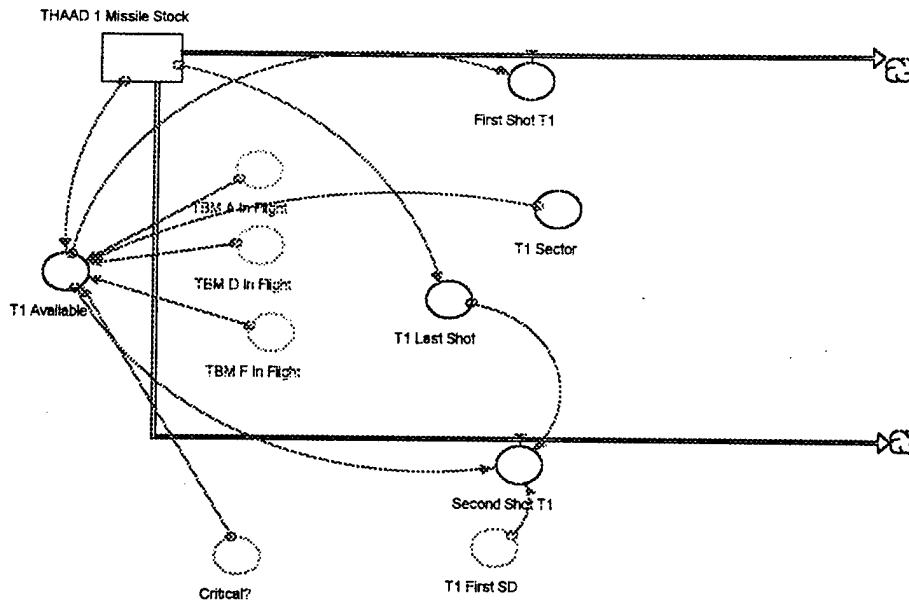 THAAD 1 Missile Stock
First Shot T1
TBM A In Flight
T1 Sector
TBM D In Flight
T1 Available
T1 Last Shot
TBM F In Flight
Second Shot T1
T1 First SD
Critical?